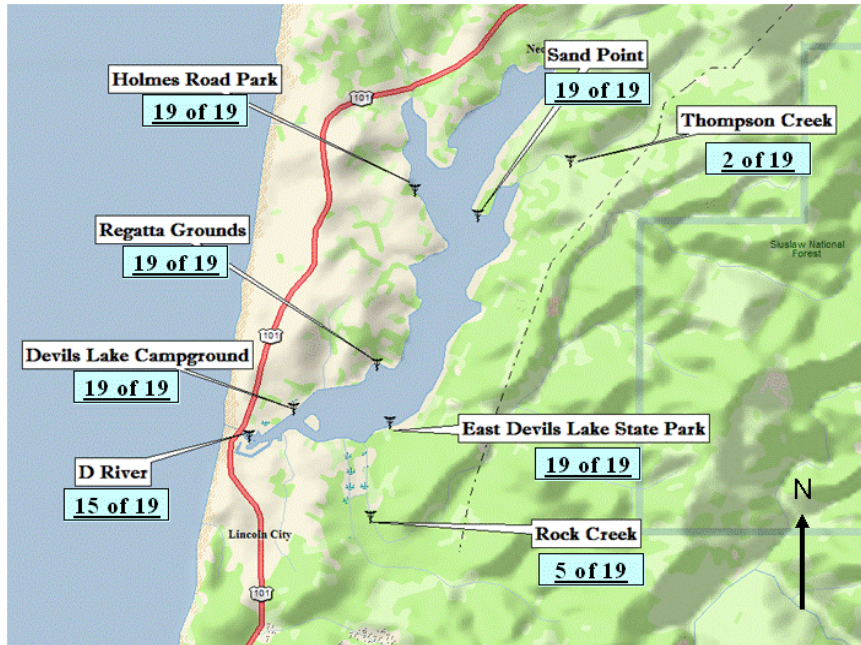 Nec
Sand Point
19 of 19
Holmes Road Park
19 of 19
101
Thompson Creek
2 of 19
Regatta Grounds
19 of 19
Siuslaw National
Forest
101
Devils Lake Campground
19 of 19
East Devils Lake State Park
19 of 19
D River
15 of 19
N
Lincoln City
Rock Creek
5 of 19
101